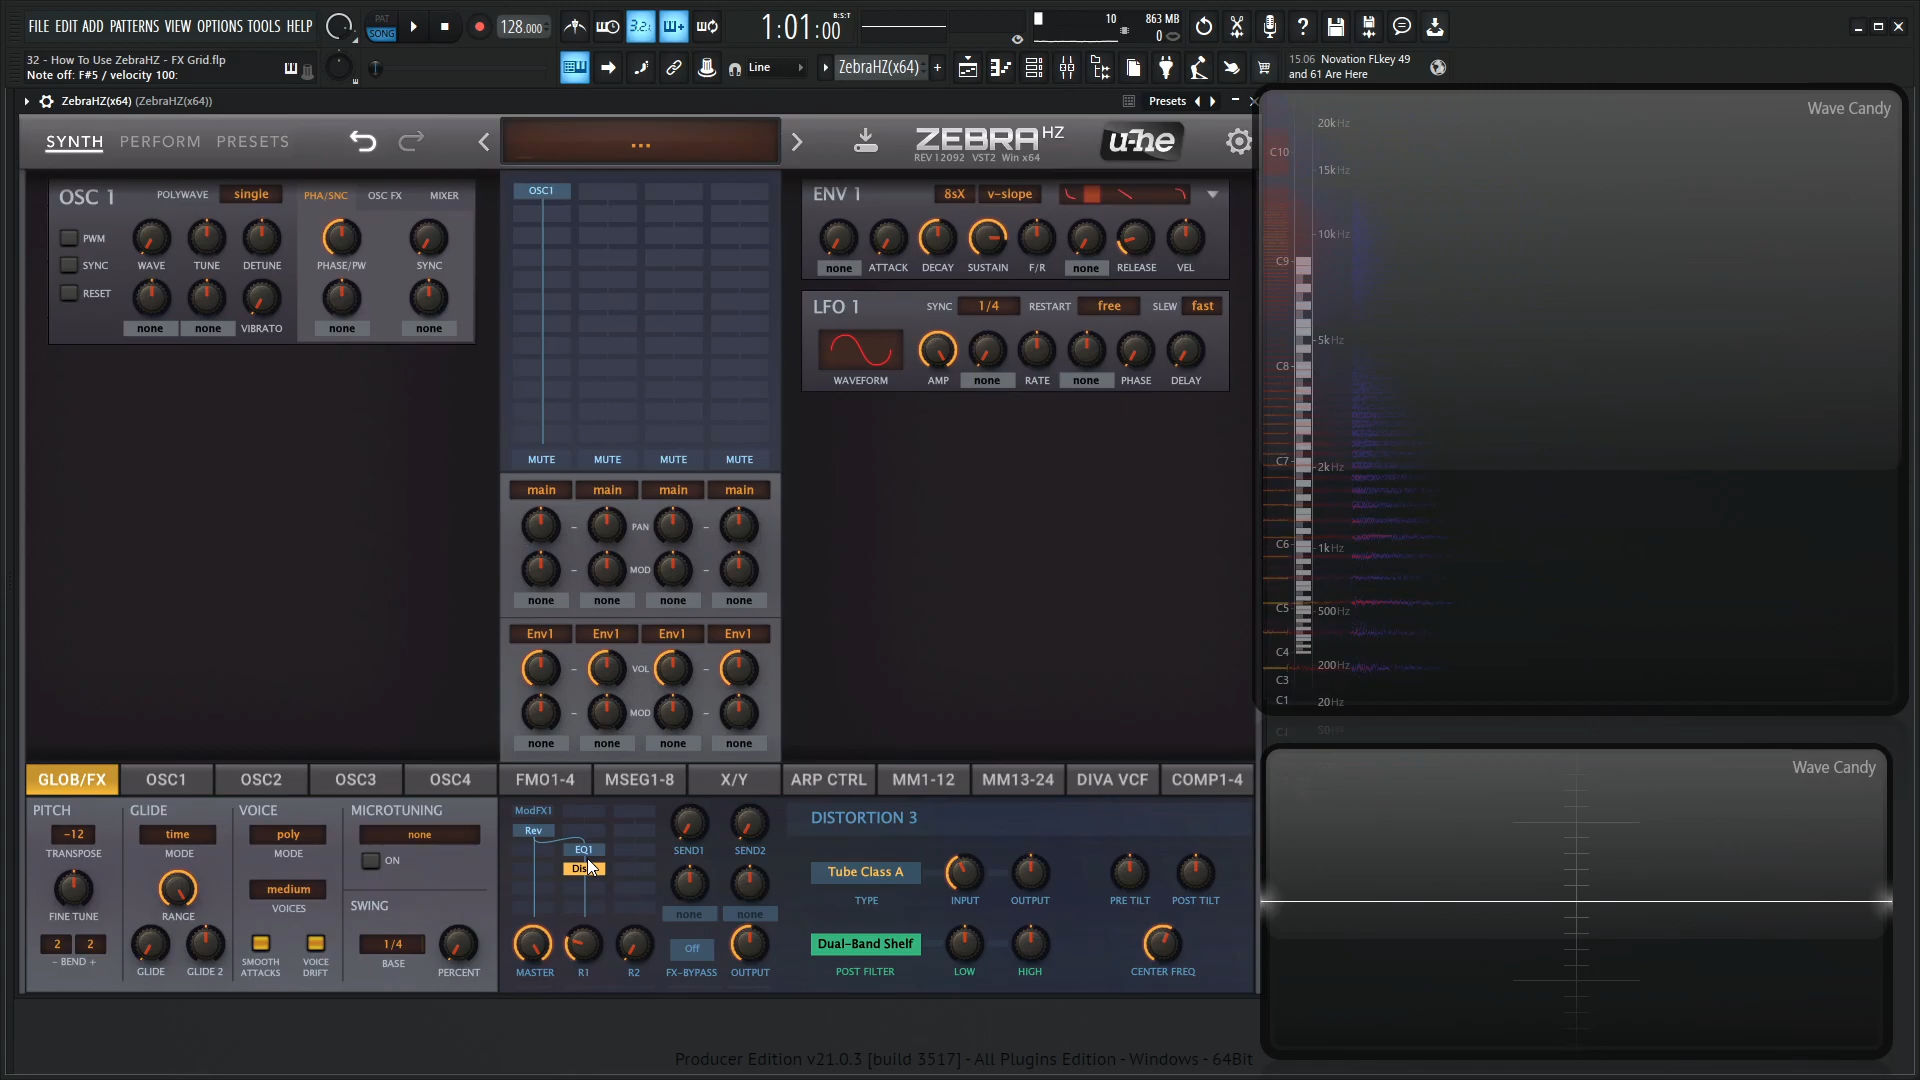 FILE EDIT ADD PATTERNS VIEW OPTIONS TOOLS HELP
PAT
SONG
128.000
3.2.
1:01:00
B:S:T
10
863 MB
0
32 - How To Use ZebraHZ - FX Grid.flp
Note off: F#5 / velocity 100:
Line
ZebraHZ(x64)
15.06 Novation FLkey 49
and 61 Are Here
ZebraHZ(x64) (ZebraHZ(x64))
Presets
SYNTH PERFORM PRESETS
...
ZEBRA HZ
REV 12092 VST2 Win x64
u-he
OSC 1
POLYWAVE single
PHA/SNC OSC FX MIXER
PWM
SYNC
RESET
WAVE TUNE DETUNE PHASE/PW SYNC
none none VIBRATO none none
OSC1
MUTE MUTE MUTE MUTE
main main main main
PAN
MOD
none none none none
Env1 Env1 Env1 Env1
VOL
MOD
none none none none
ENV 1
8sX v-slope
none ATTACK DECAY SUSTAIN F/R none RELEASE VEL
LFO 1
SYNC 1/4 RESTART free SLEW fast
WAVEFORM AMP none RATE none PHASE DELAY
GLOB/FX OSC1 OSC2 OSC3 OSC4 FMO1-4 MSEG1-8 X/Y ARP CTRL MM1-12 MM13-24 DIVA VCF COMP1-4
PITCH
-12
TRANSPOSE
FINE TUNE
2 2
- BEND +
GLIDE
time
MODE
RANGE
GLIDE GLIDE 2
VOICE
poly
MODE
medium
VOICES
SMOOTH
ATTACKS
VOICE
DRIFT
MICROTUNING
none
ON
SWING
1/4
BASE
PERCENT
ModFX1
Rev
EQ1
MASTER R1 R2
SEND1 SEND2
none none
Off
FX-BYPASS OUTPUT
DISTORTION 3
Tube Class A
TYPE INPUT OUTPUT PRE TILT POST TILT
Dual-Band Shelf
POST FILTER LOW HIGH CENTER FREQ
Wave Candy
20kHz
C10
15kHz
10kHz
C9
5kHz
C8
C7
2kHz
C6
1kHz
C5
500Hz
C4
200Hz
C3
C1
20Hz
50Hz
Wave Candy
Producer Edition v21.0.3 [build 3517] - All Plugins Edition - Windows - 64Bit